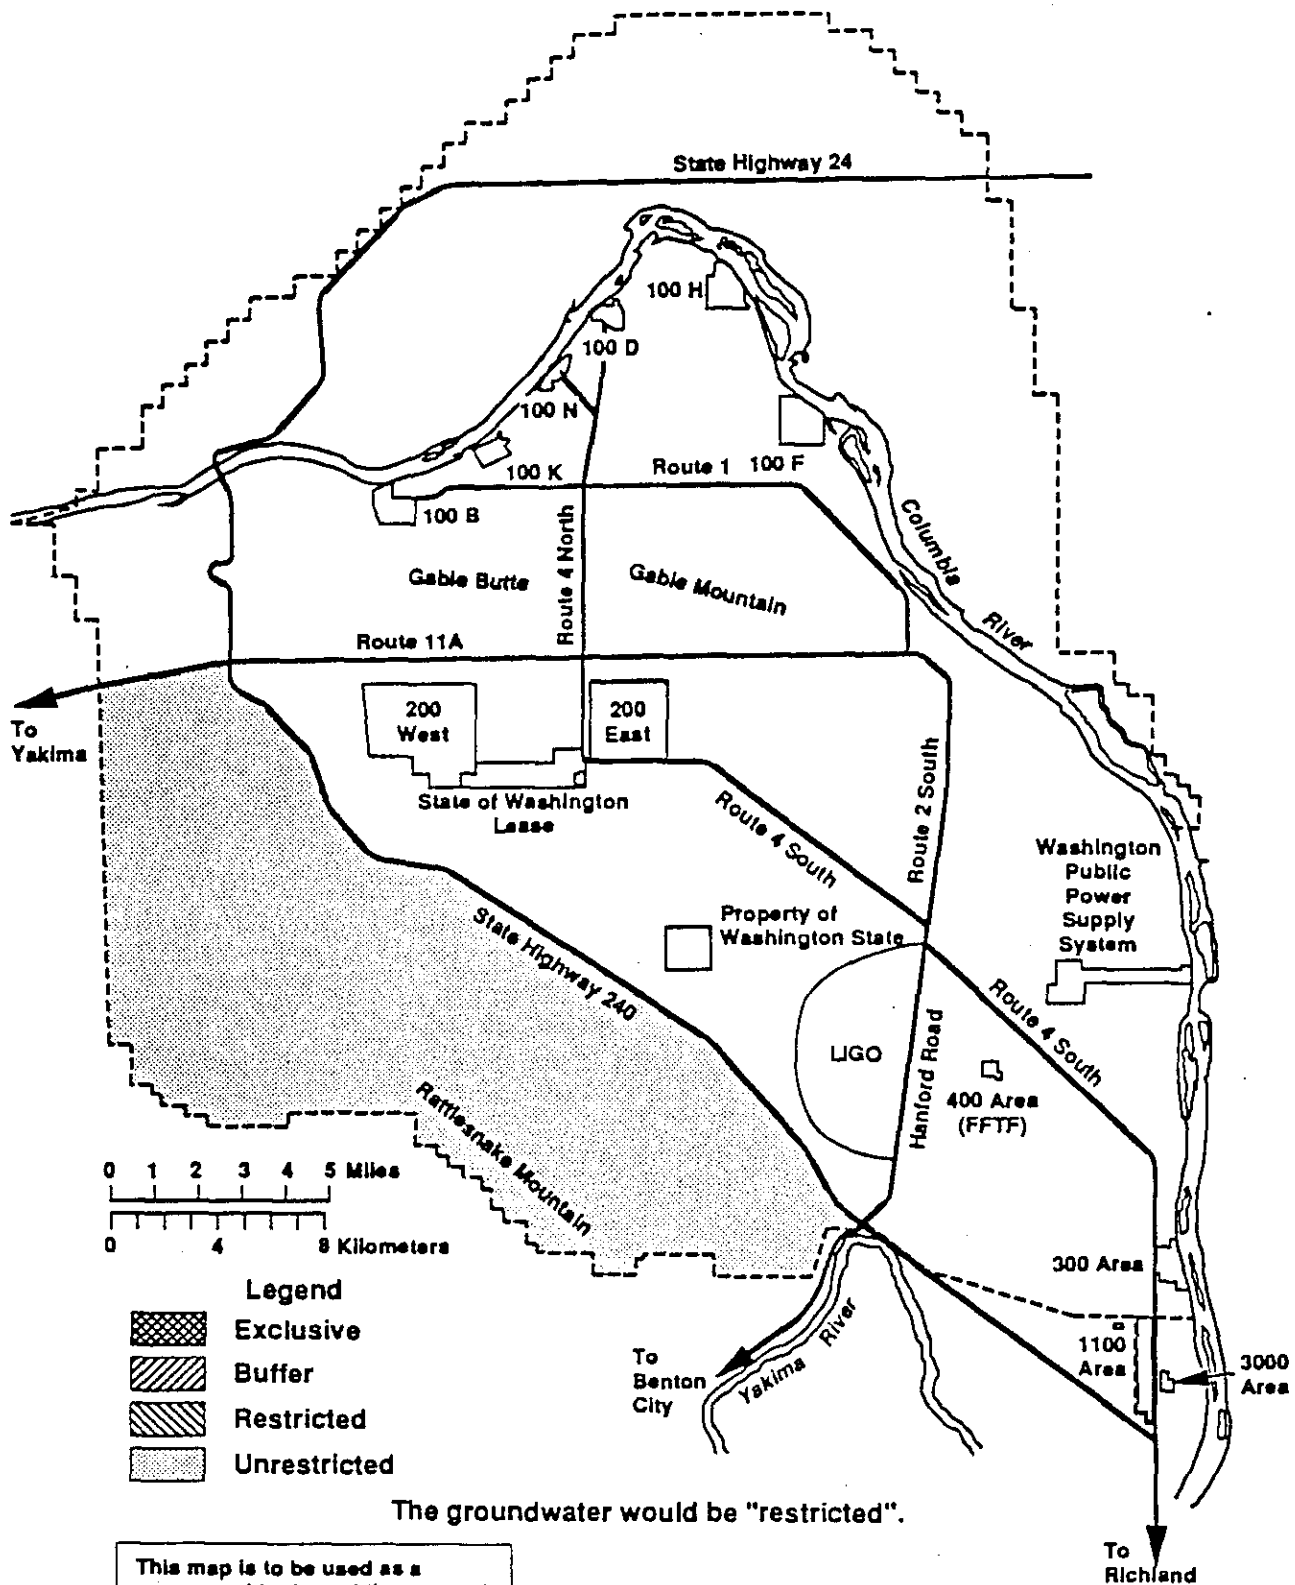 State Highway 24
100 H
100 D
100 N
100 K
100 F
100 B
Route 1
Columbia
River
Route 4 North
Gable Butte
Gable Mountain
Route 11A
To
Yakima
200
West
200
East
State of Washington
Lease
Route 4 South
Route 2 South
Washington
Public
Power
Supply
System
Property of
Washington State
State Highway 240
LIGO
Hanford Road
Route 4 South
400 Area
(FFTF)
Rattlesnake Mountain
0 1 2 3 4 5 Miles
0 4 8 Kilometers
300 Area
1100
Area
3000
Area
To
Benton
City
Yakima River
Legend
Exclusive
Buffer
Restricted
Unrestricted
The groundwater would be "restricted".
This map is to be used as a
To
Richland